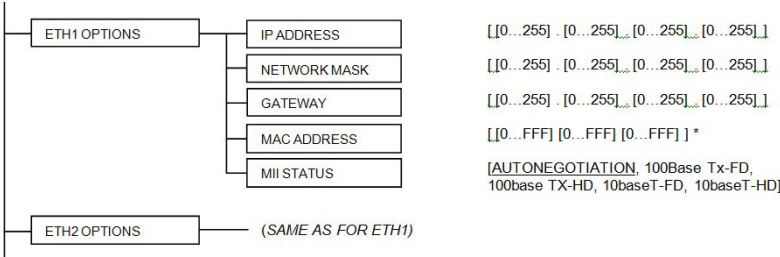 ETH1 OPTIONS
IP ADDRESS
[ [0…255] . [0…255] . [0…255] . [0…255] ]
NETWORK MASK
[ [0…255] . [0…255] . [0…255] . [0…255] ]
GATEWAY
[ [0…255] . [0…255] . [0…255] . [0…255] ]
MAC ADDRESS
[ [0…FFF] [0…FFF] [0…FFF] ] *
MII STATUS
[AUTONEGOTIATION, 100Base Tx-FD,
100base TX-HD, 10baseT-FD, 10baseT-HD]
ETH2 OPTIONS
(SAME AS FOR ETH1)